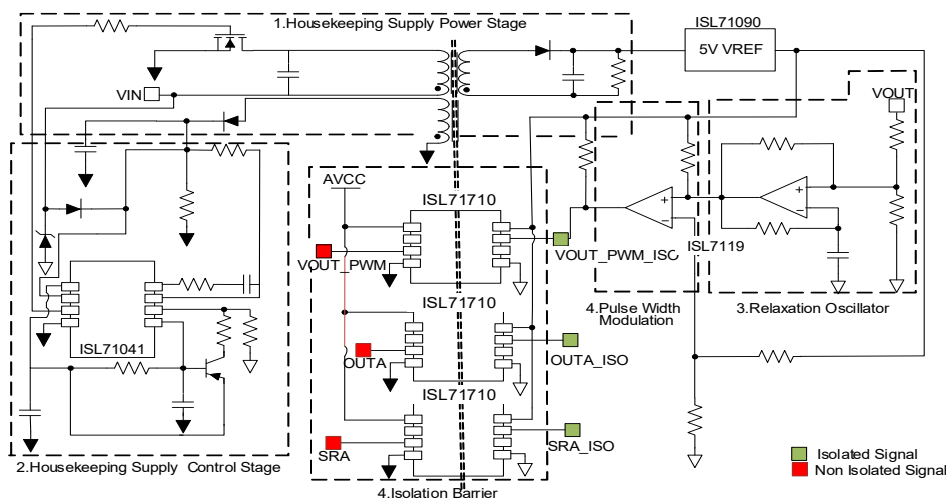 1.Housekeeping Supply Power Stage
ISL71090
5V VREF
VIN
VOUT
AVCC
ISL71710
VOUT_PWM
VOUT_PWM_ISO
ISL7119
4.Pulse Width
Modulation
3.Relaxation Oscillator
ISL71710
OUTA
OUTA_ISO
ISL71041
ISL71710
SRA
SRA_ISO
2.Housekeeping Supply Control Stage
4.Isolation Barrier
Isolated Signal
Non Isolated Signal